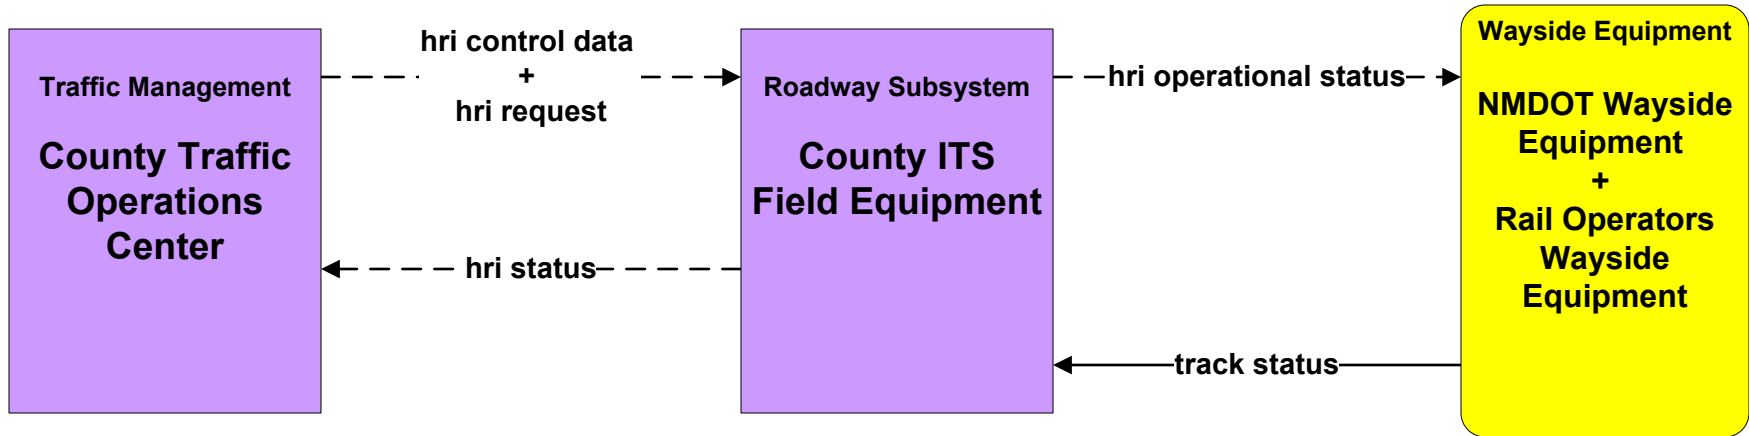 Traffic Management
County Traffic
Operations
Center
hri control data
+
hri request
hri status
Roadway Subsystem
County ITS
Field Equipment
hri operational status
track status
Wayside Equipment
NMDOT Wayside
Equipment
+
Rail Operators
Wayside
Equipment